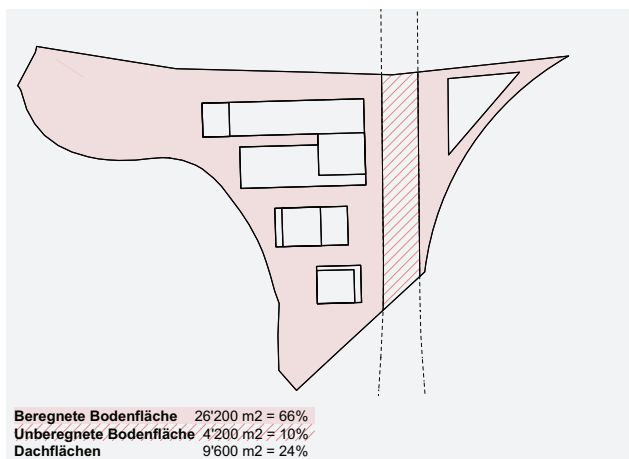 Beregnete Bodenfläche 26'200 m2 = 66%
Unberegnete Bodenfläche 4'200 m2 = 10%
Dachflächen 9'600 m2 = 24%